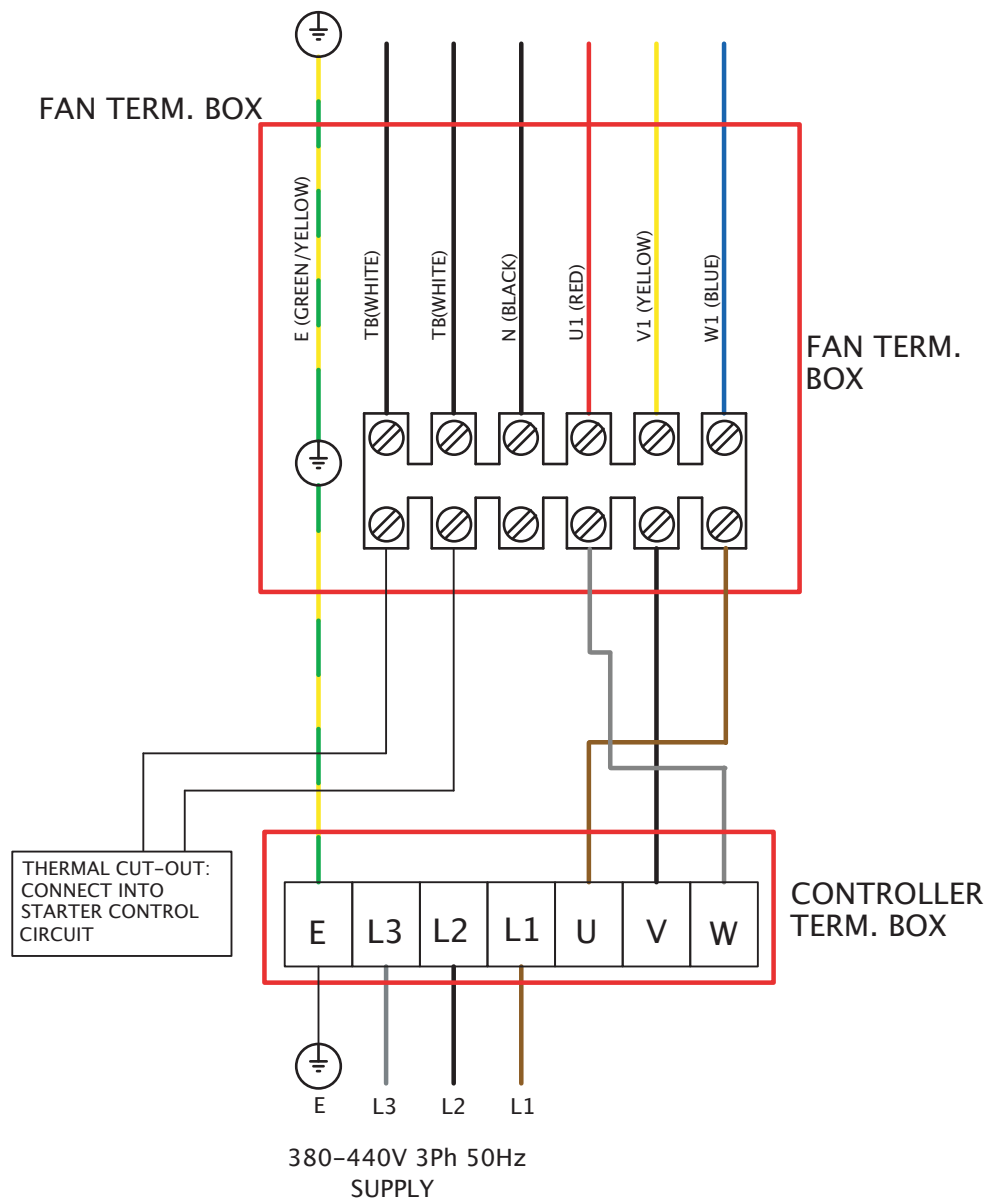 FAN TERM. BOX
E (GREEN/YELLOW)
TB(WHITE)
TB(WHITE)
N (BLACK)
U1 (RED)
V1 (YELLOW)
W1 (BLUE)
FAN TERM.
BOX
THERMAL CUT-OUT:
CONNECT INTO
STARTER CONTROL
CIRCUIT
E L3 L2 L1 U V W
CONTROLLER
TERM. BOX
E L3 L2 L1
380-440V 3Ph 50Hz
SUPPLY